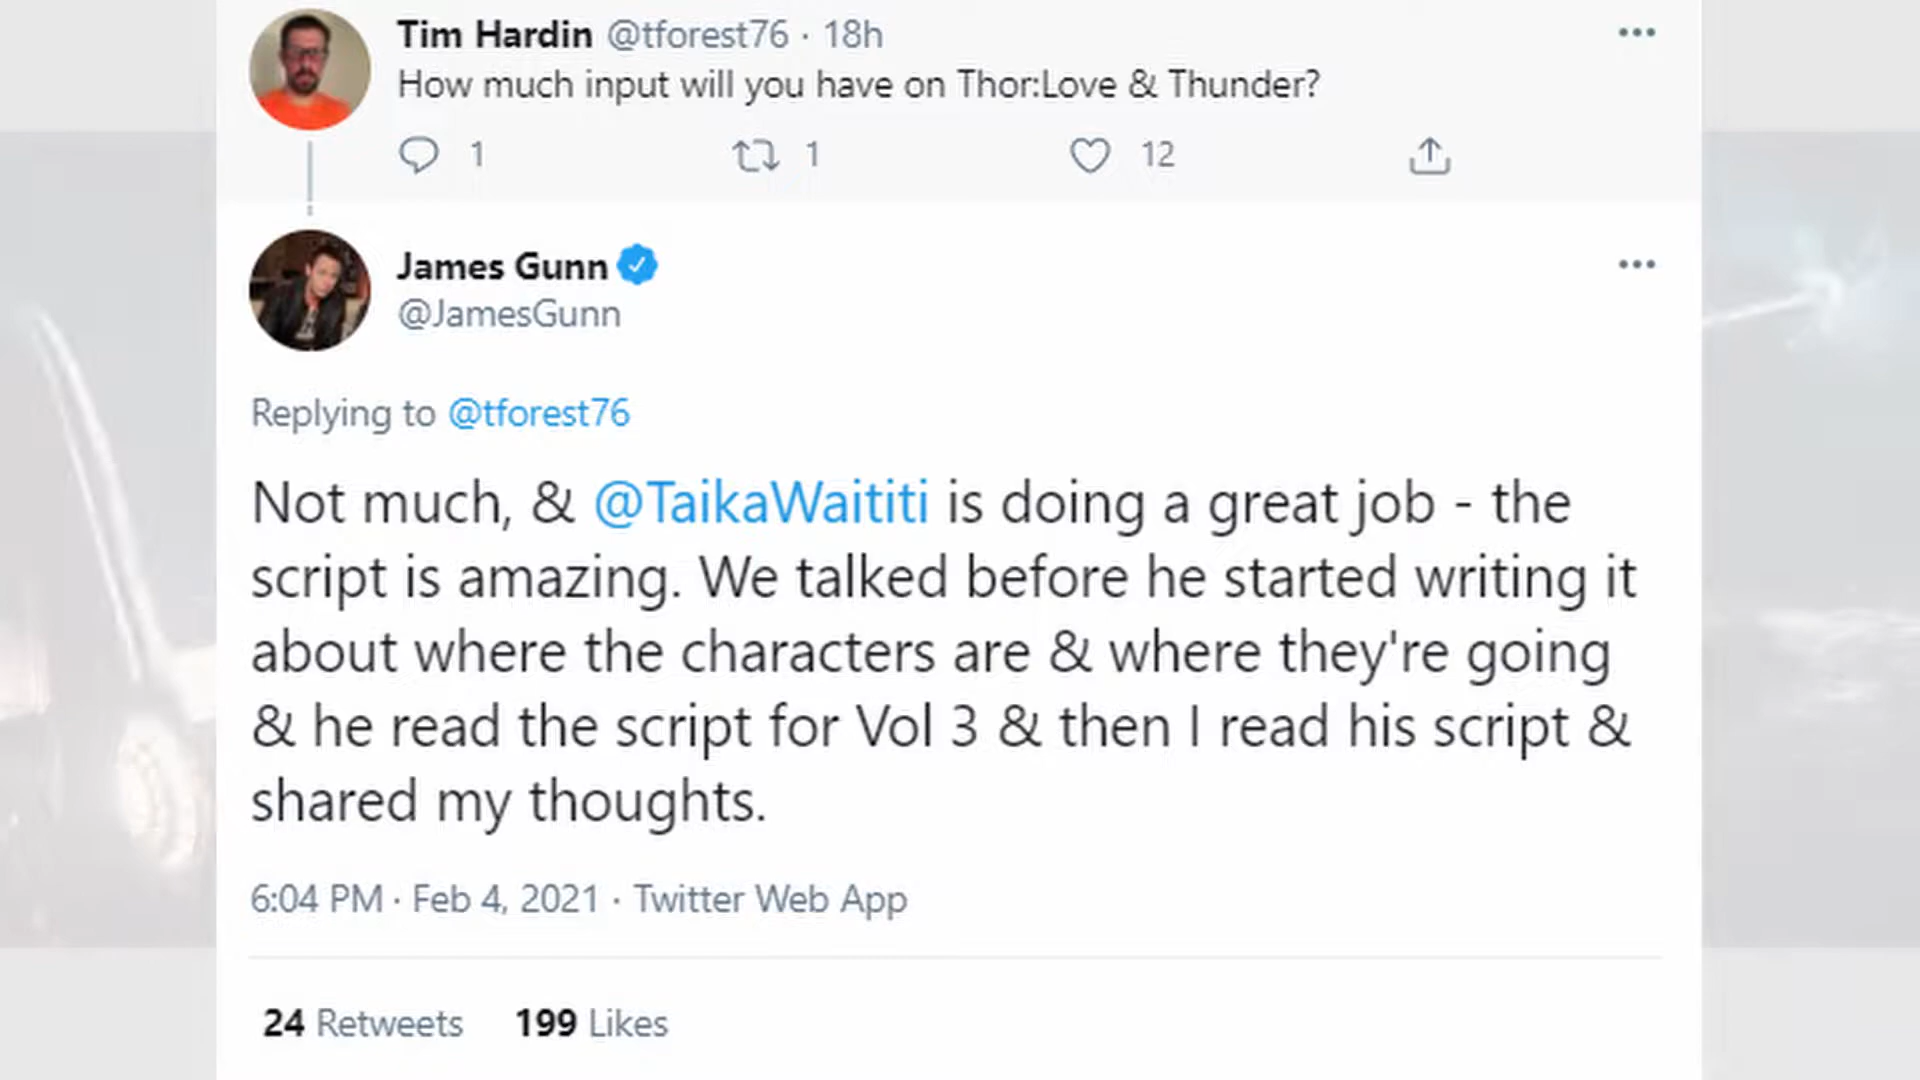 Tim Hardin @tforest76 · 18h
How much input will you have on Thor:Love & Thunder?
1 1 12
James Gunn
@JamesGunn
Replying to @tforest76
Not much, & @TaikaWaititi is doing a great job - the
script is amazing. We talked before he started writing it
about where the characters are & where they're going
& he read the script for Vol 3 & then I read his script &
shared my thoughts.
6:04 PM · Feb 4, 2021 · Twitter Web App
24 Retweets 199 Likes